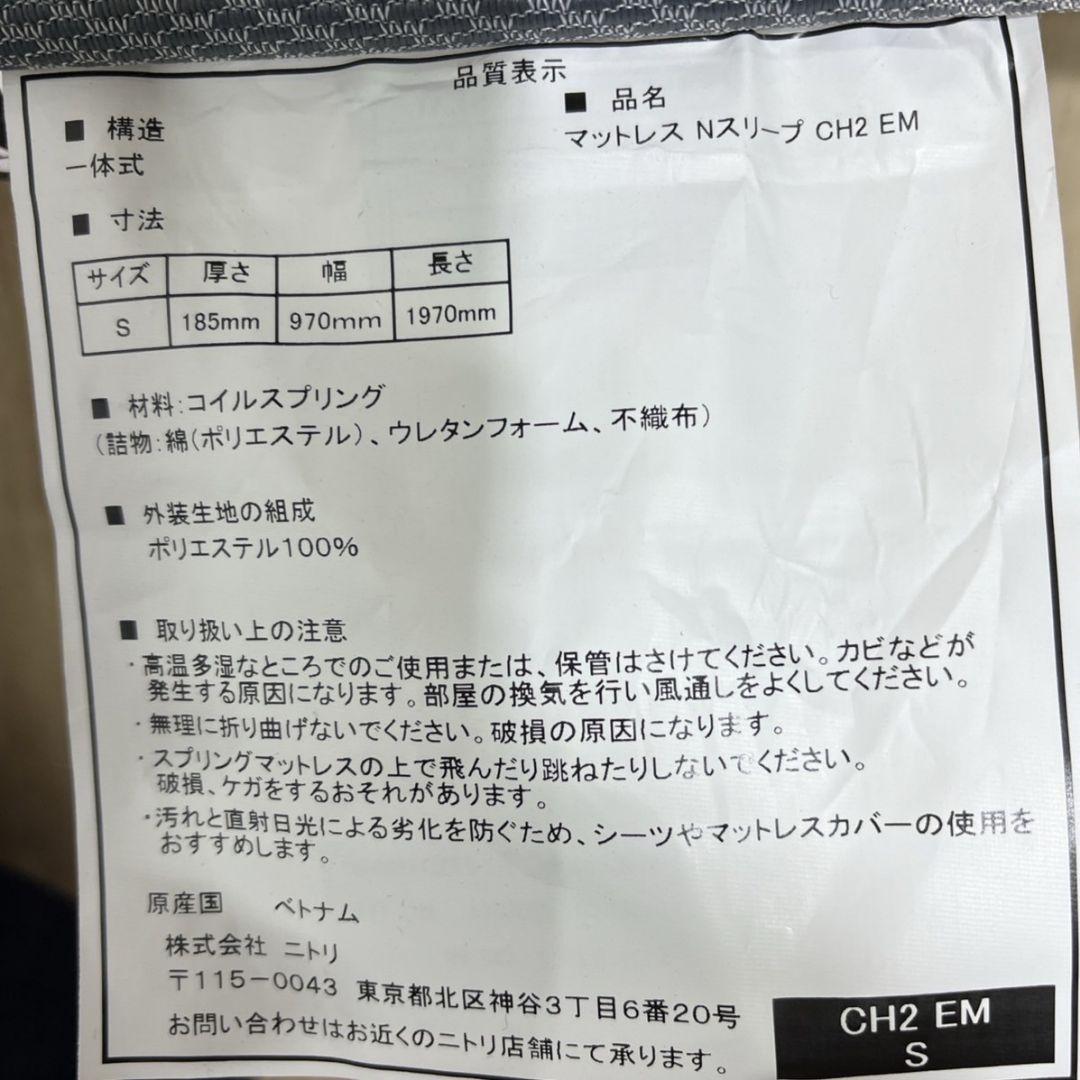 品質表示
■ 構造
一体式
■ 品名
マットレス Nスリープ CH2 EM
■ 寸法
サイズ 厚さ 幅 長さ
S 185mm 970mm 1970mm
■ 材料:コイルスプリング
(詰物:綿(ポリエステル)、ウレタンフォーム、不織布)
■ 外装生地の組成
ポリエステル100%
■ 取り扱い上の注意
・高温多湿なところでのご使用または、保管はさけてください。カビなどが
発生する原因になります。部屋の換気を行い風通しをよくしてください。
・無理に折り曲げないでください。破損の原因になります。
・スプリングマットレスの上で飛んだり跳ねたりしないでください。
破損、ケガをするおそれがあります。
・汚れと直射日光による劣化を防ぐため、シーツやマットレスカバーの使用を
おすすめします。
原産国 ベトナム
株式会社 ニトリ
〒115-0043 東京都北区神谷3丁目6番20号
お問い合わせはお近くのニトリ店舗にて承ります。
CH2 EM
S